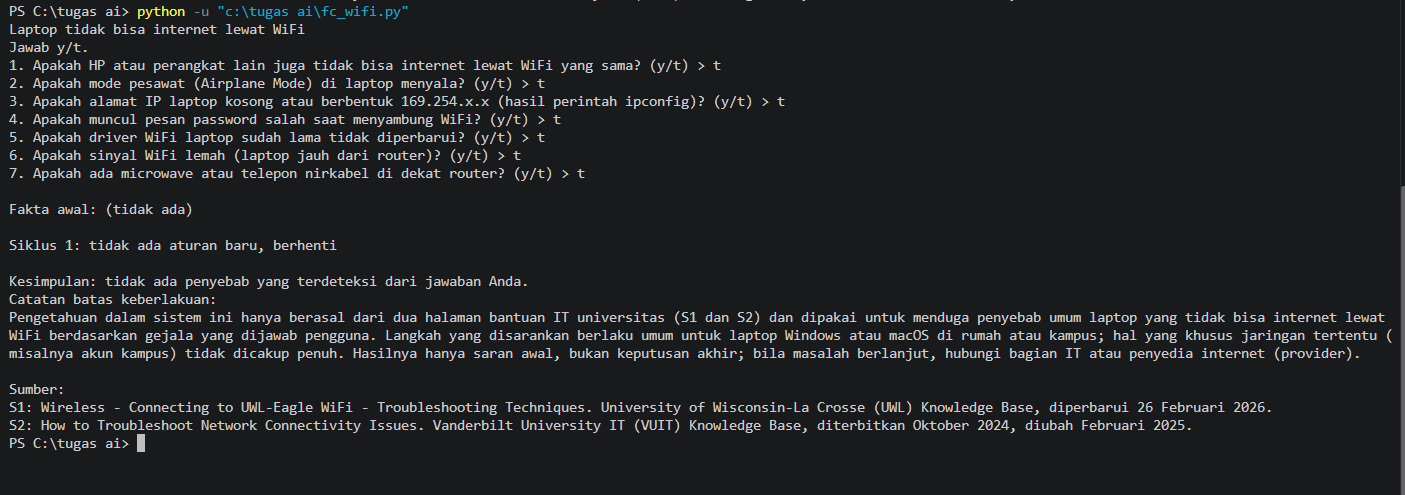 PS C:\tugas ai> python -u "c:\tugas ai\fc_wifi.py"
Laptop tidak bisa internet lewat WiFi
Jawab y/t.
1. Apakah HP atau perangkat lain juga tidak bisa internet lewat WiFi yang sama? (y/t) > t
2. Apakah mode pesawat (Airplane Mode) di laptop menyala? (y/t) > t
3. Apakah alamat IP laptop kosong atau berbentuk 169.254.x.x (hasil perintah ipconfig)? (y/t) > t
4. Apakah muncul pesan password salah saat menyambung WiFi? (y/t) > t
5. Apakah driver WiFi laptop sudah lama tidak diperbarui? (y/t) > t
6. Apakah sinyal WiFi lemah (laptop jauh dari router)? (y/t) > t
7. Apakah ada microwave atau telepon nirkabel di dekat router? (y/t) > t
Fakta awal: (tidak ada)
Siklus 1: tidak ada aturan baru, berhenti
Kesimpulan: tidak ada penyebab yang terdeteksi dari jawaban Anda.
Catatan batas keberlakuan:
Pengetahuan dalam sistem ini hanya berasal dari dua halaman bantuan IT universitas (S1 dan S2) dan dipakai untuk menduga penyebab umum laptop yang tidak bisa internet lewat
WiFi berdasarkan gejala yang dijawab pengguna. Langkah yang disarankan berlaku umum untuk laptop Windows atau macOS di rumah atau kampus; hal yang khusus jaringan tertentu (
misalnya akun kampus) tidak dicakup penuh. Hasilnya hanya saran awal, bukan keputusan akhir; bila masalah berlanjut, hubungi bagian IT atau penyedia internet (provider).
Sumber:
S1: Wireless - Connecting to UWL-Eagle WiFi - Troubleshooting Techniques. University of Wisconsin-La Crosse (UWL) Knowledge Base, diperbarui 26 Februari 2026.
S2: How to Troubleshoot Network Connectivity Issues. Vanderbilt University IT (VUIT) Knowledge Base, diterbitkan Oktober 2024, diubah Februari 2025.
PS C:\tugas ai>